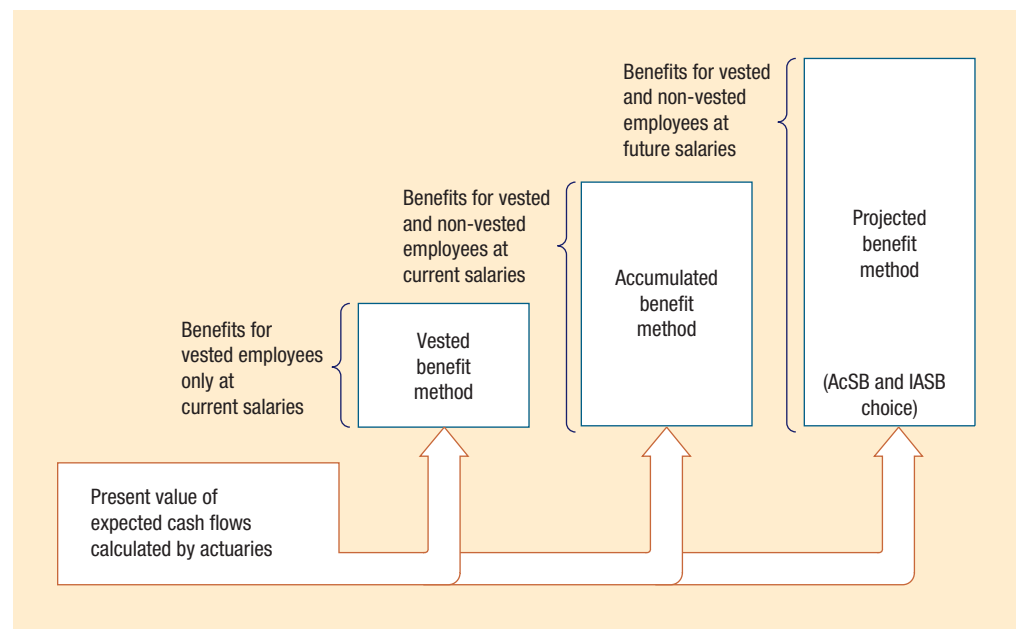 Benefits for vested
and non-vested
employees at
future salaries
Projected
benefit
method
(AcSB and IASB
choice)
Benefits for vested
and non-vested
employees at
current salaries
Accumulated
benefit
method
Benefits for
vested employees
only at
current salaries
Vested
benefit
method
Present value of
expected cash flows
calculated by actuaries